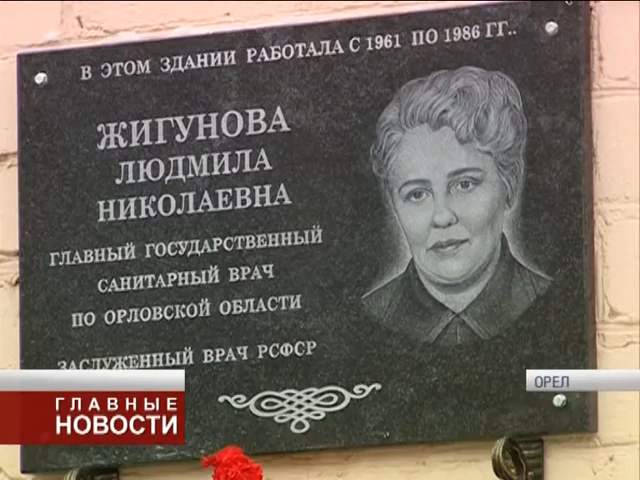 В ЭТОМ ЗДАНИИ РАБОТАЛА С 1961 ПО 1986 ГГ..
ЖИГУНОВА
ЛЮДМИЛА
НИКОЛАЕВНА
ГЛАВНЫЙ ГОСУДАРСТВЕННЫЙ
САНИТАРНЫЙ ВРАЧ
ПО ОРЛОВСКОЙ ОБЛАСТИ
ЗАСЛУЖЕННЫЙ ВРАЧ РСФСР
ОРЕЛ
ГЛАВНЫЕ
НОВОСТИ